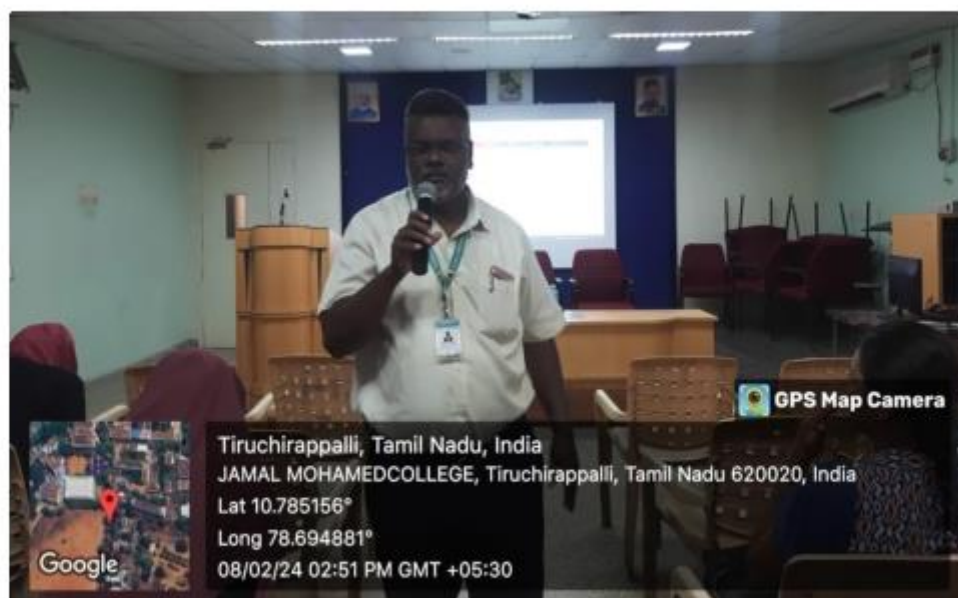 GPS Map Camera
Tiruchirappalli, Tamil Nadu, India
JAMAL MOHAMEDCOLLEGE, Tiruchirappalli, Tamil Nadu 620020, India
Lat 10.785156°
Long 78.694881°
08/02/24 02:51 PM GMT +05:30
Google